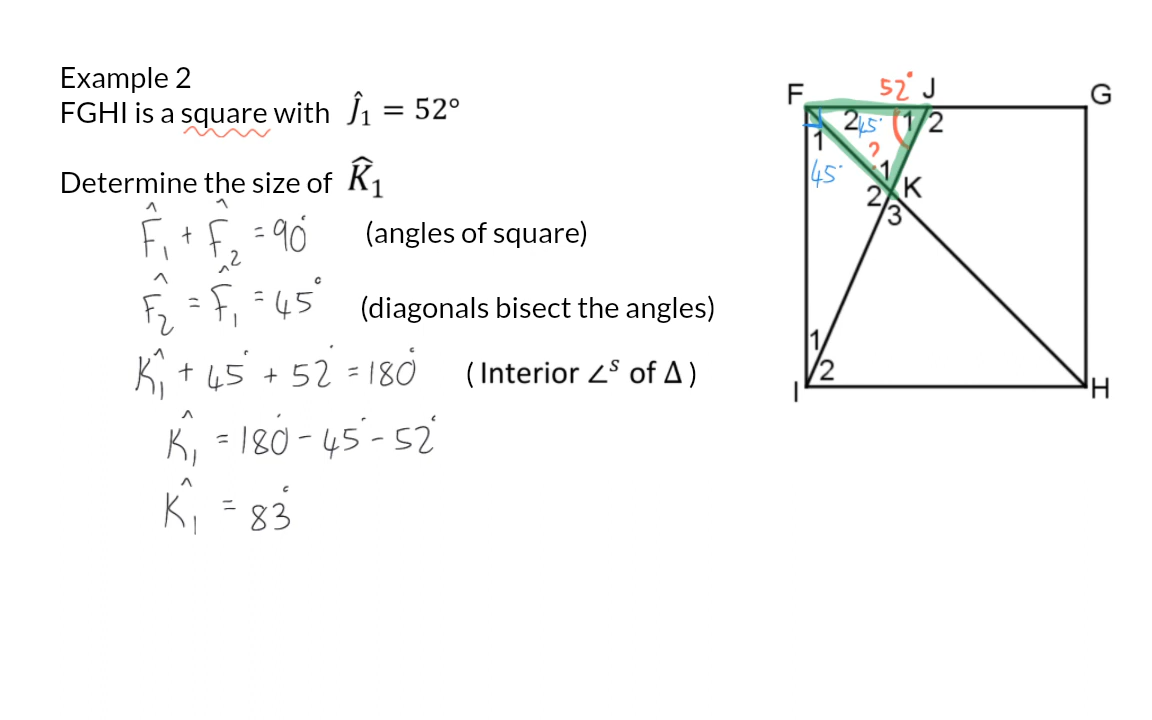 Example 2
FGHI is a square with Ĵ₁ = 52°
Determine the size of K̂₁
F̂₁ + F̂₂ = 90° (angles of square)
F̂₂ = F̂₁ = 45° (diagonals bisect the angles)
K̂₁ + 45° + 52° = 180° ( Interior ∠ˢ of Δ )
K̂₁ = 180° - 45° - 52°
K̂₁ = 83°
52°
F J G
2 45° 1 2
1
45° ? 1
2 K
3
1
2
I H